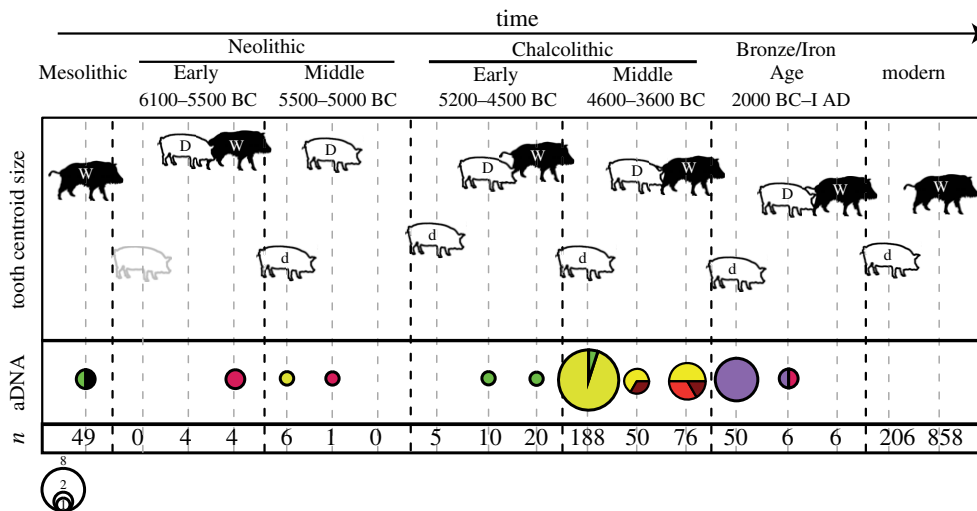 time
Neolithic
Chalcolithic
Bronze/Iron
Mesolithic Early Middle Early Middle Age modern
6100–5500 BC 5500–5000 BC 5200–4500 BC 4600–3600 BC 2000 BC–I AD
tooth centroid size
W D W D d d D W d D W d D W d W
aDNA
n 49 0 4 4 6 1 0 5 10 20 188 50 76 50 6 6 206 858
8
2
1